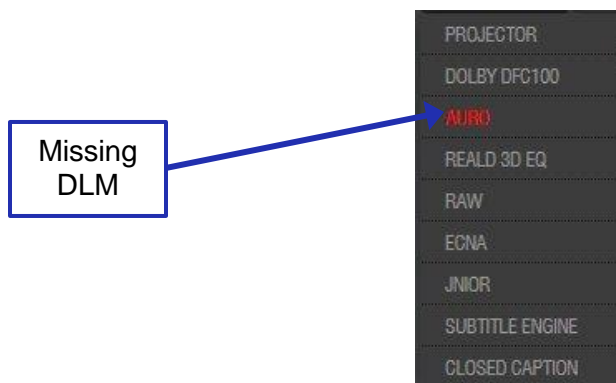 Missing
DLM
PROJECTOR
DOLBY DFC100
AURO
REALD 3D EQ
RAW
ECNA
JNIOR
SUBTITLE ENGINE
CLOSED CAPTION